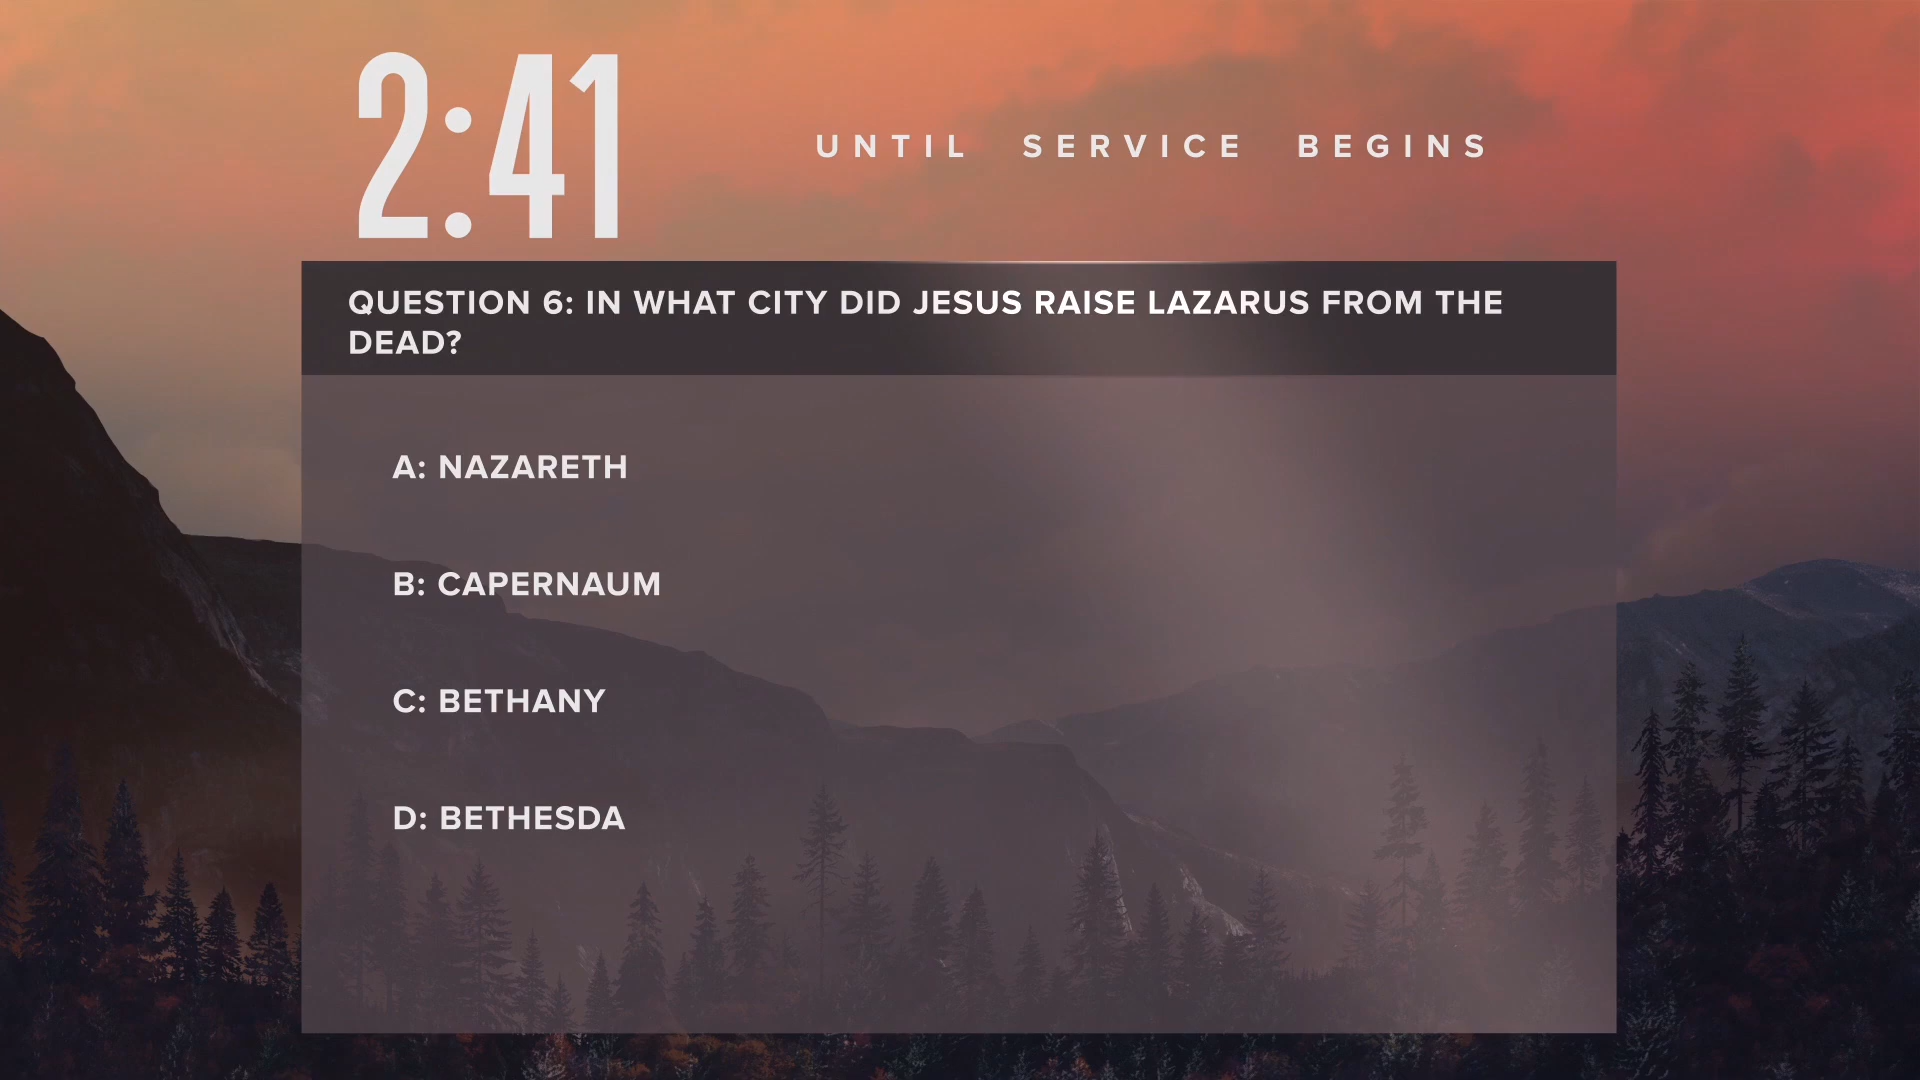 2:41
UNTIL SERVICE BEGINS
QUESTION 6: IN WHAT CITY DID JESUS RAISE LAZARUS FROM THE
DEAD?
A: NAZARETH
B: CAPERNAUM
C: BETHANY
D: BETHESDA